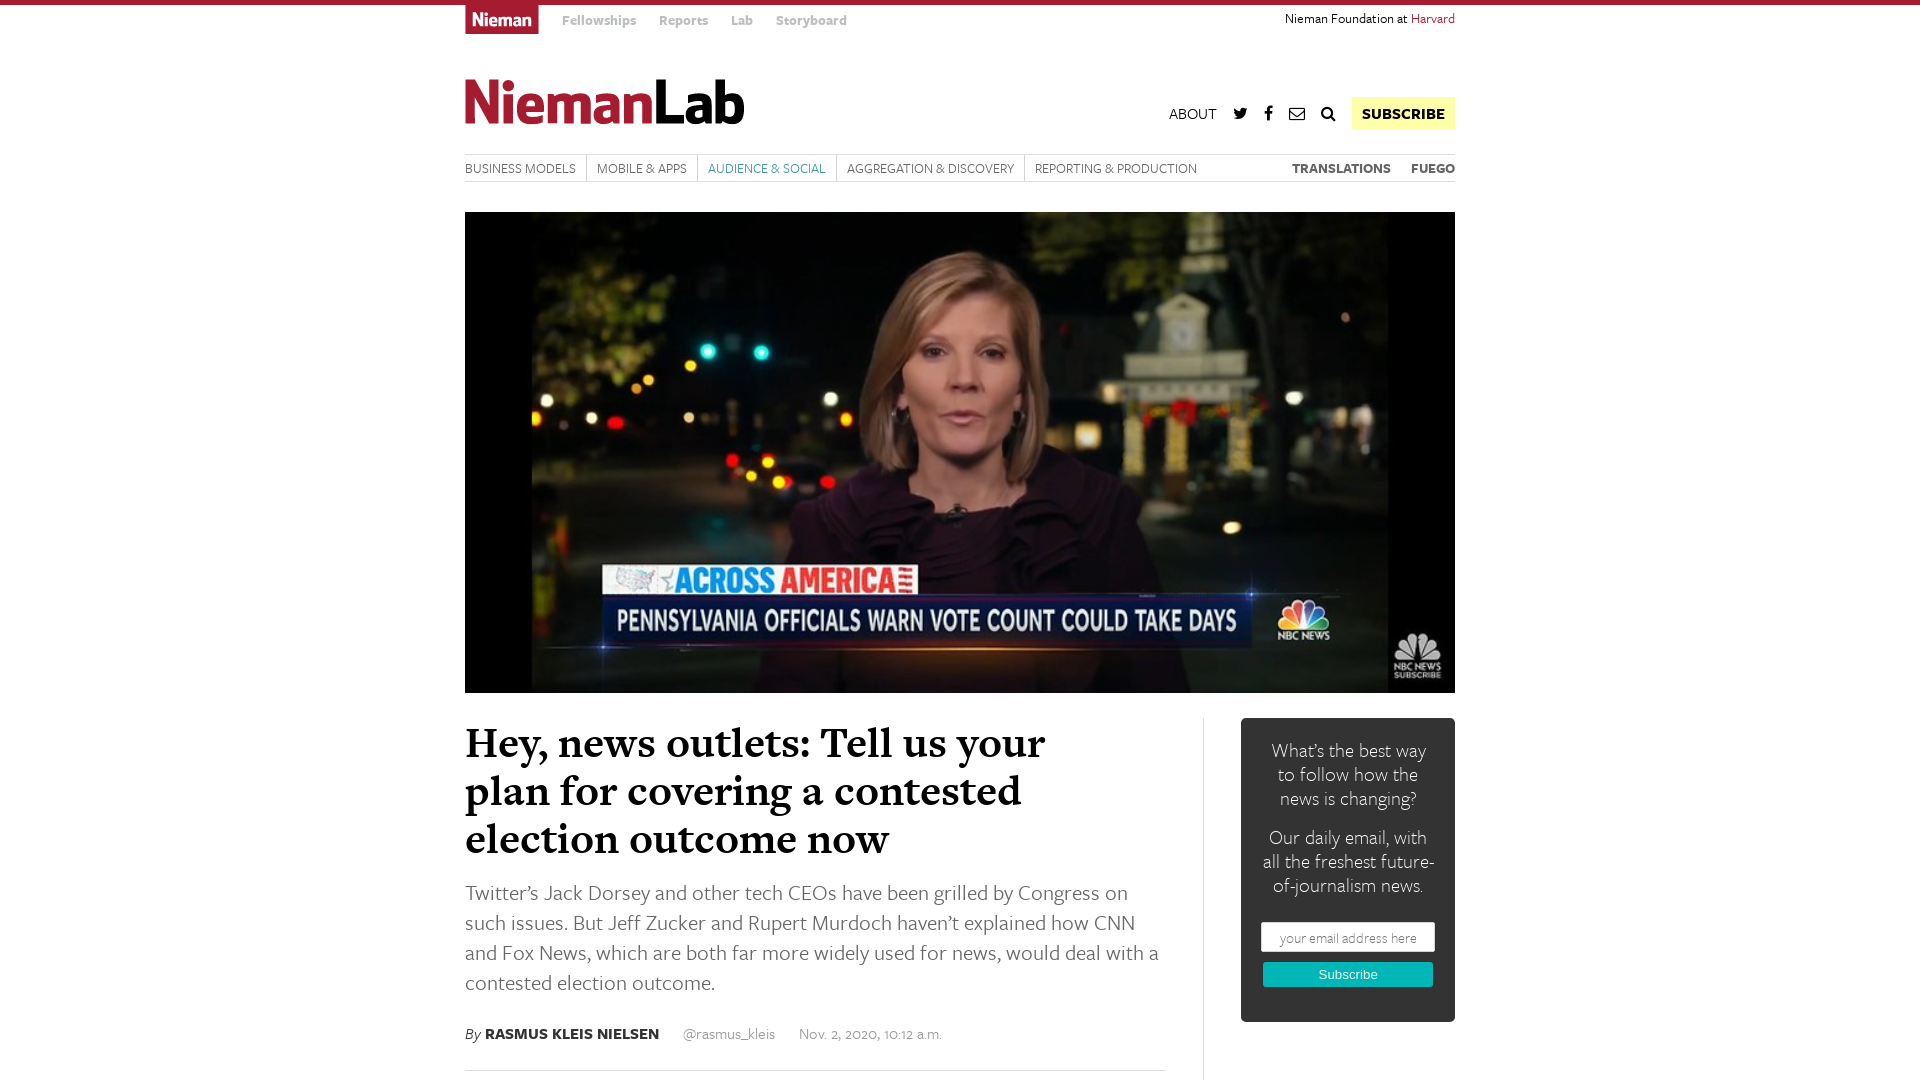 Nieman
Fellowships
Reports
Lab
Storyboard
Nieman Foundation at Harvard
NiemanLab
ABOUT
SUBSCRIBE
BUSINESS MODELS
MOBILE & APPS
AUDIENCE & SOCIAL
AGGREGATION & DISCOVERY
REPORTING & PRODUCTION
TRANSLATIONS
FUEGO
ACROSS AMERICA
PENNSYLVANIA OFFICIALS WARN VOTE COUNT COULD TAKE DAYS
NBC NEWS
NBC NEWS
SUBSCRIBE
Hey, news outlets: Tell us your
plan for covering a contested
election outcome now
Twitter’s Jack Dorsey and other tech CEOs have been grilled by Congress on
such issues. But Jeff Zucker and Rupert Murdoch haven’t explained how CNN
and Fox News, which are both far more widely used for news, would deal with a
contested election outcome.
By RASMUS KLEIS NIELSEN
@rasmus_kleis
Nov. 2, 2020, 10:12 a.m.
What’s the best way
to follow how the
news is changing?
Our daily email, with
all the freshest future-
of-journalism news.
your email address here
Subscribe